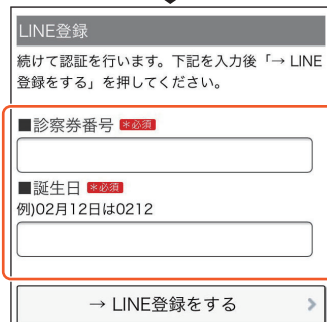 LINE登録
続けて認証を行います。下記を入力後「→ LINE
登録をする」を押してください。
■診察券番号 *必須
■誕生日 *必須
例)02月12日は0212
→ LINE登録をする